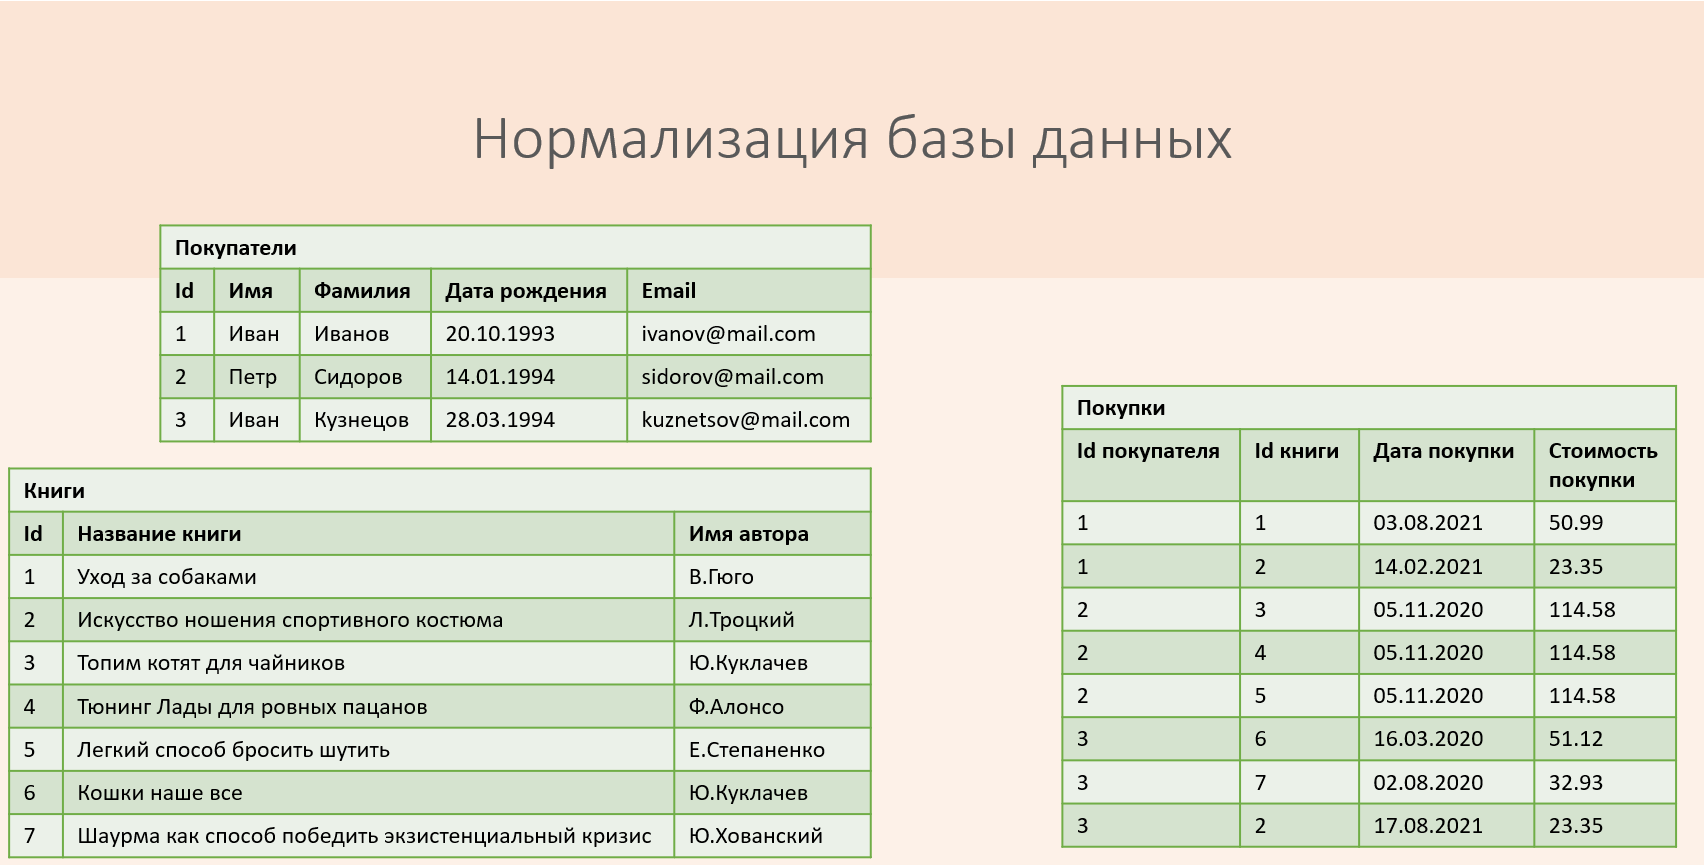 Нормализация базы данных
Покупатели
Id Имя Фамилия Дата рождения Email
1 Иван Иванов 20.10.1993 ivanov@mail.com
2 Петр Сидоров 14.01.1994 sidorov@mail.com
3 Иван Кузнецов 28.03.1994 kuznetsov@mail.com
Книги
Id Название книги Имя автора
1 Уход за собаками В.Гюго
2 Искусство ношения спортивного костюма Л.Троцкий
3 Топим котят для чайников Ю.Куклачев
4 Тюнинг Лады для ровных пацанов Ф.Алонсо
5 Легкий способ бросить шутить Е.Степаненко
6 Кошки наше все Ю.Куклачев
7 Шаурма как способ победить экзистенциальный кризис Ю.Хованский
Покупки
Id покупателя Id книги Дата покупки Стоимость
покупки
1 1 03.08.2021 50.99
1 2 14.02.2021 23.35
2 3 05.11.2020 114.58
2 4 05.11.2020 114.58
2 5 05.11.2020 114.58
3 6 16.03.2020 51.12
3 7 02.08.2020 32.93
3 2 17.08.2021 23.35